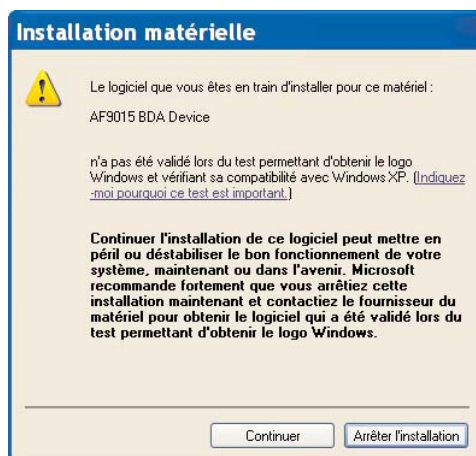 Installation matérielle
Le logiciel que vous êtes en train d'installer pour ce matériel :
AF9015 BDA Device
n'a pas été validé lors du test permettant d'obtenir le logo
Windows et vérifiant sa compatibilité avec Windows XP. (Indiquez
-moi pourquoi ce test est important.)
Continuer l'installation de ce logiciel peut mettre en
péril ou déstabiliser le bon fonctionnement de votre
système, maintenant ou dans l'avenir. Microsoft
recommande fortement que vous arrêtiez cette
installation maintenant et contactiez le fournisseur du
matériel pour obtenir le logiciel qui a été validé lors du
test permettant d'obtenir le logo Windows.
Continuer
Arrêter l'installation